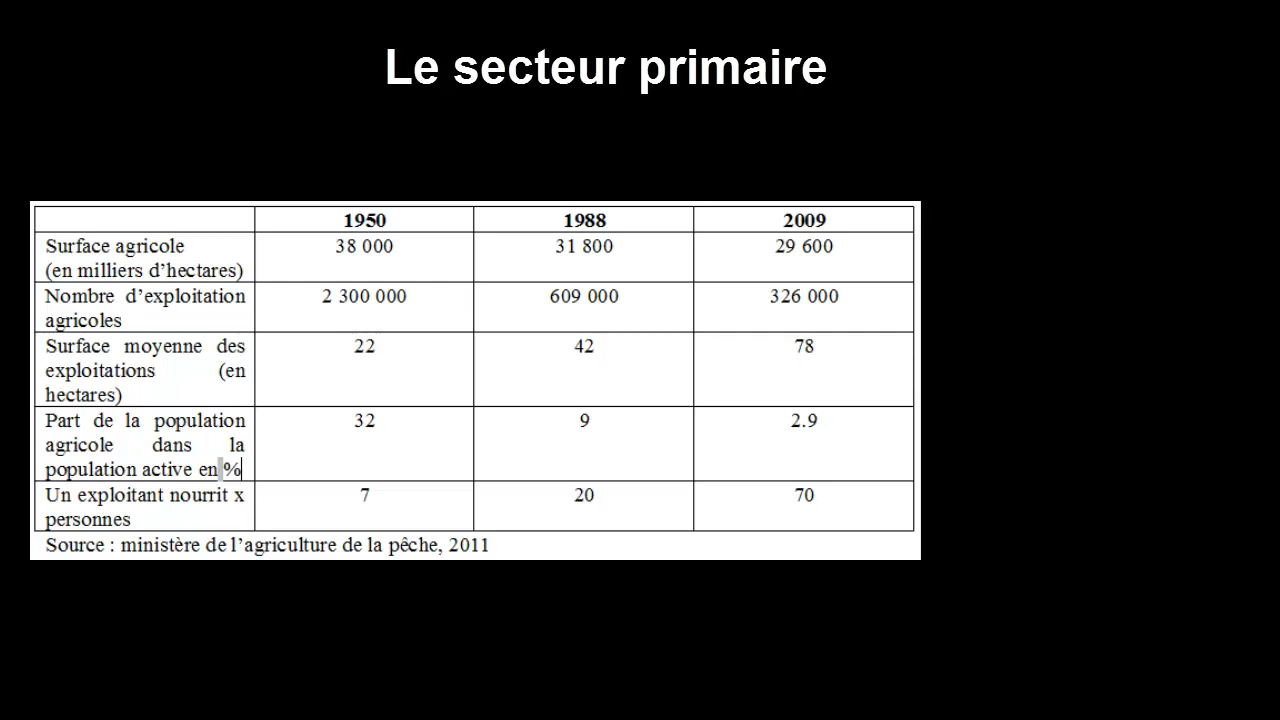 Le secteur primaire
1950 1988 2009
Surface agricole 38 000 31 800 29 600
(en milliers d’hectares)
Nombre d’exploitation 2 300 000 609 000 326 000
agricoles
Surface moyenne des 22 42 78
exploitations (en
hectares)
Part de la population 32 9 2.9
agricole dans la
population active en %
Un exploitant nourrit x 7 20 70
personnes
Source : ministère de l’agriculture de la pêche, 2011